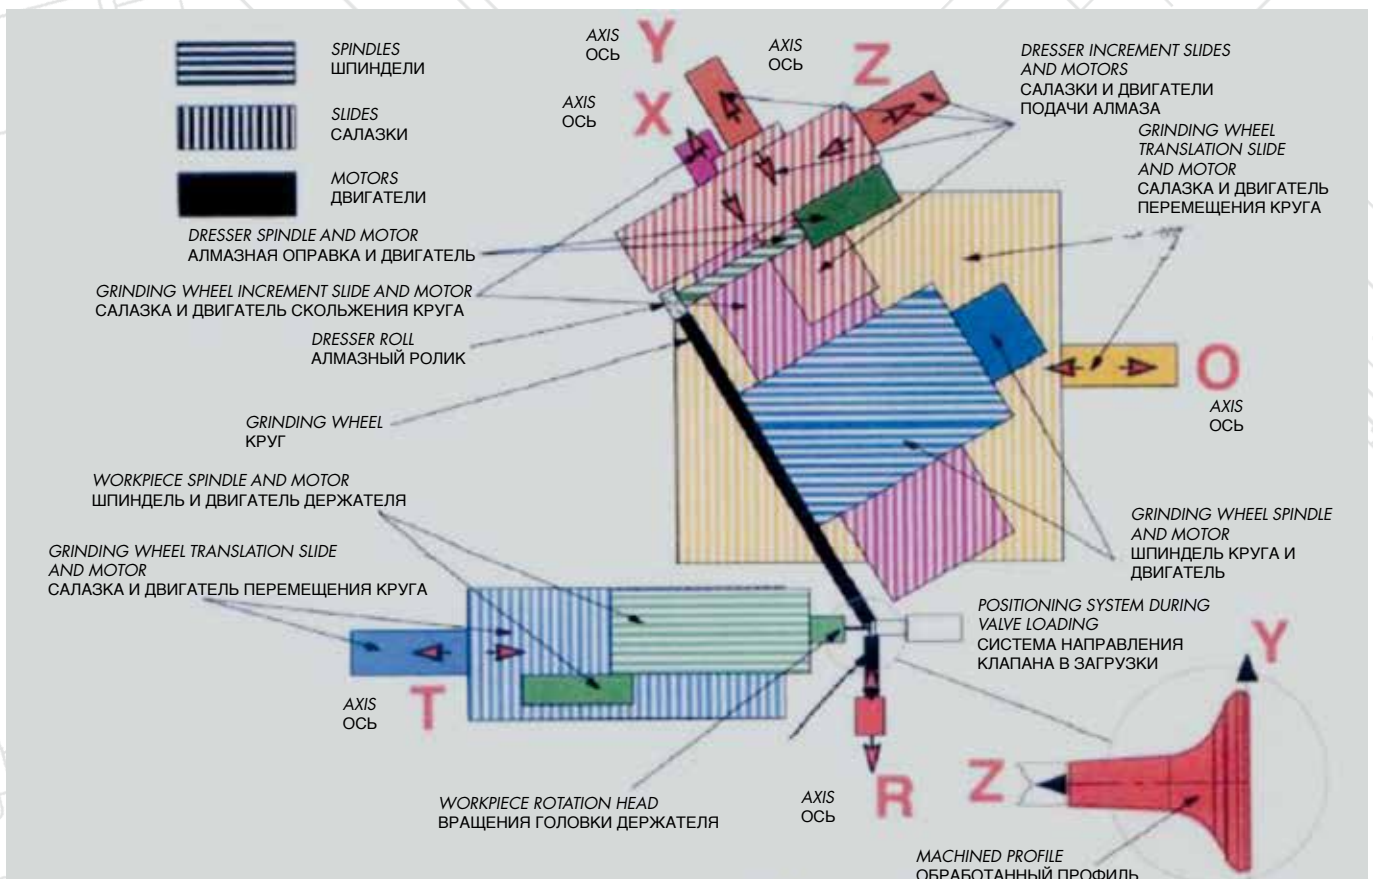 SPINDLES
ШПИНДЕЛИ
SLIDES
САЛАЗКИ
MOTORS
ДВИГАТЕЛИ
AXIS
ОСЬ
Y
AXIS
ОСЬ
Z
AXIS
ОСЬ
X
DRESSER INCREMENT SLIDES
AND MOTORS
САЛАЗКИ И ДВИГАТЕЛИ
ПОДАЧИ АЛМАЗА
GRINDING WHEEL
TRANSLATION SLIDE
AND MOTOR
САЛАЗКА И ДВИГАТЕЛЬ
ПЕРЕМЕЩЕНИЯ КРУГА
DRESSER SPINDLE AND MOTOR
АЛМАЗНАЯ ОПРАВКА И ДВИГАТЕЛЬ
GRINDING WHEEL INCREMENT SLIDE AND MOTOR
САЛАЗКА И ДВИГАТЕЛЬ СКОЛЬЖЕНИЯ КРУГА
DRESSER ROLL
АЛМАЗНЫЙ РОЛИК
O
AXIS
ОСЬ
GRINDING WHEEL
КРУГ
WORKPIECE SPINDLE AND MOTOR
ШПИНДЕЛЬ И ДВИГАТЕЛЬ ДЕРЖАТЕЛЯ
GRINDING WHEEL SPINDLE
AND MOTOR
ШПИНДЕЛЬ КРУГА И
ДВИГАТЕЛЬ
GRINDING WHEEL TRANSLATION SLIDE
AND MOTOR
САЛАЗКА И ДВИГАТЕЛЬ ПЕРЕМЕЩЕНИЯ КРУГА
POSITIONING SYSTEM DURING
VALVE LOADING
СИСТЕМА НАПРАВЛЕНИЯ
КЛАПАНА В ЗАГРУЗКИ
AXIS
ОСЬ
T
Y
Z
WORKPIECE ROTATION HEAD
ВРАЩЕНИЯ ГОЛОВКИ ДЕРЖАТЕЛЯ
AXIS
ОСЬ
R
MACHINED PROFILE
ОБРАБОТАННЫЙ ПРОФИЛЬ